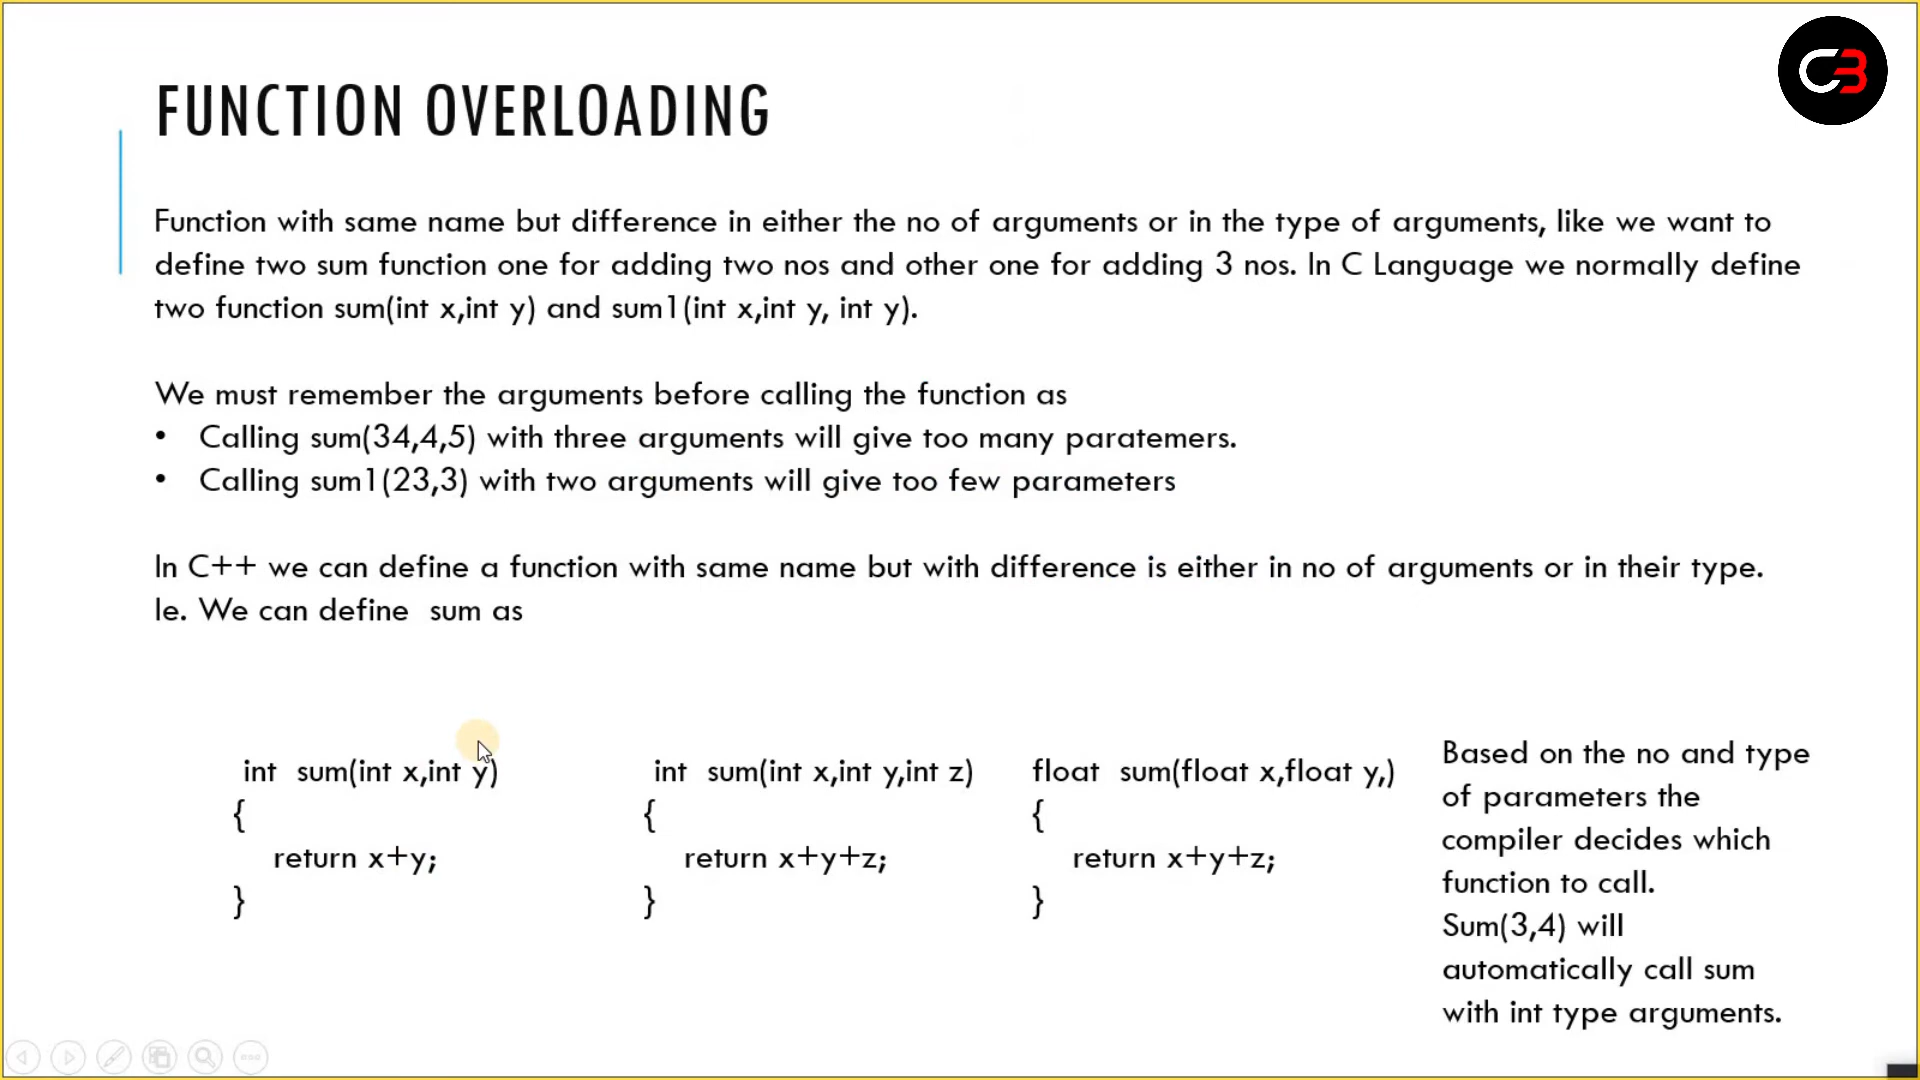 FUNCTION OVERLOADING
Function with same name but difference in either the no of arguments or in the type of arguments, like we want to
define two sum function one for adding two nos and other one for adding 3 nos. In C Language we normally define
two function sum(int x,int y) and sum1(int x,int y, int y).
We must remember the arguments before calling the function as
• Calling sum(34,4,5) with three arguments will give too many paratemers.
• Calling sum1(23,3) with two arguments will give too few parameters
In C++ we can define a function with same name but with difference is either in no of arguments or in their type.
Ie. We can define sum as
int sum(int x,int y)
{
return x+y;
}
int sum(int x,int y,int z)
{
return x+y+z;
}
float sum(float x,float y,)
{
return x+y+z;
}
Based on the no and type
of parameters the
compiler decides which
function to call.
Sum(3,4) will
automatically call sum
with int type arguments.
CB